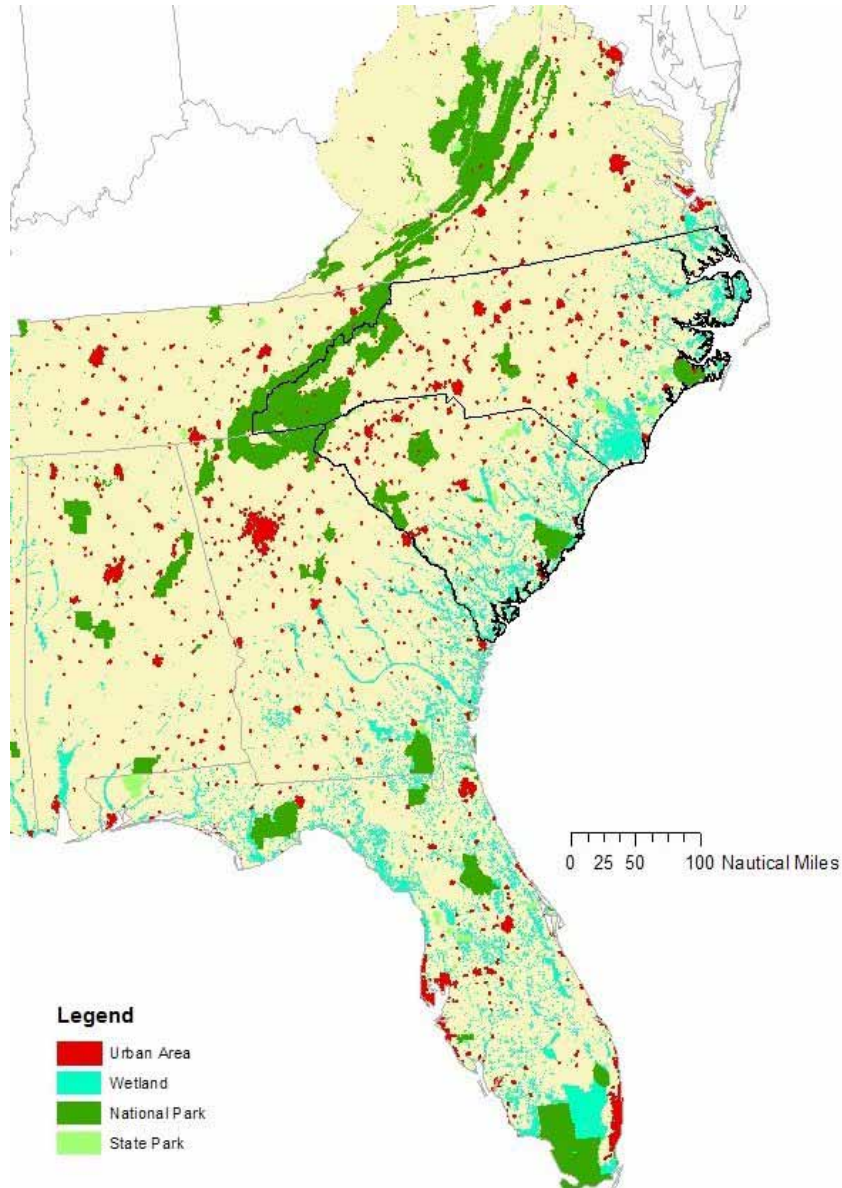 0 25 50 100 Nautical Miles
Legend
Urban Area
Wetland
National Park
State Park